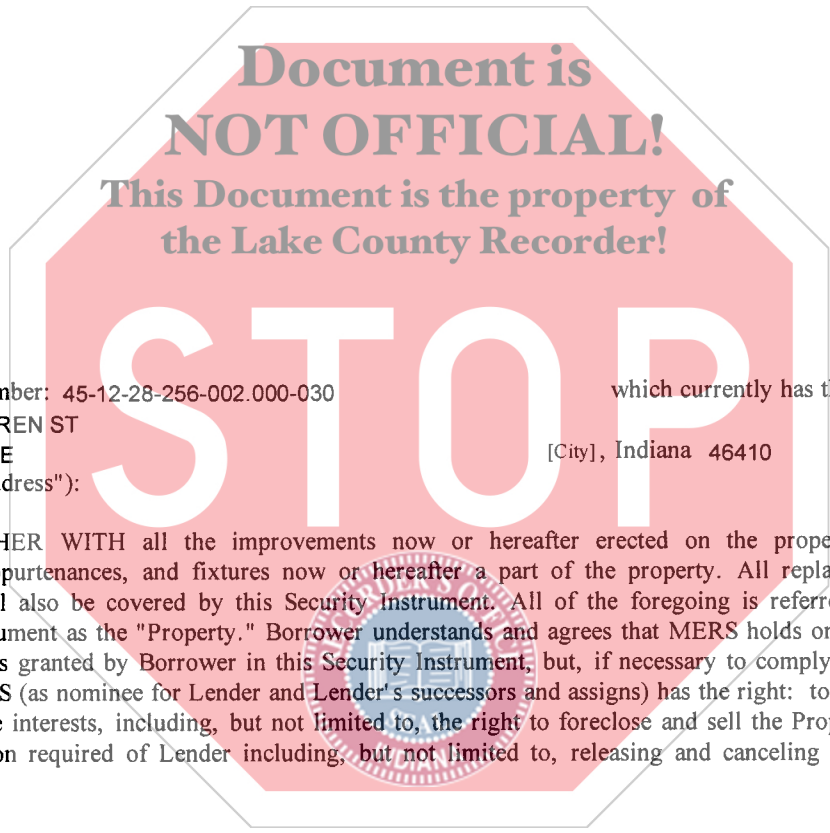 Document is
NOT OFFICIAL!
This Document is the property of
the Lake County Recorder!
STOP
mber: 45-12-28-256-002.000-030 which currently has th
REN ST
E [City], Indiana 46410
dress"):
HER WITH all the improvements now or hereafter erected on the prope
purtenances, and fixtures now or hereafter a part of the property. All repla
l also be covered by this Security Instrument. All of the foregoing is referre
ument as the "Property." Borrower understands and agrees that MERS holds on
s granted by Borrower in this Security Instrument, but, if necessary to comply
S (as nominee for Lender and Lender's successors and assigns) has the right: to
e interests, including, but not limited to, the right to foreclose and sell the Prop
on required of Lender including, but not limited to, releasing and canceling
RECORDER'S OFFIC
SEAL
INDIANA